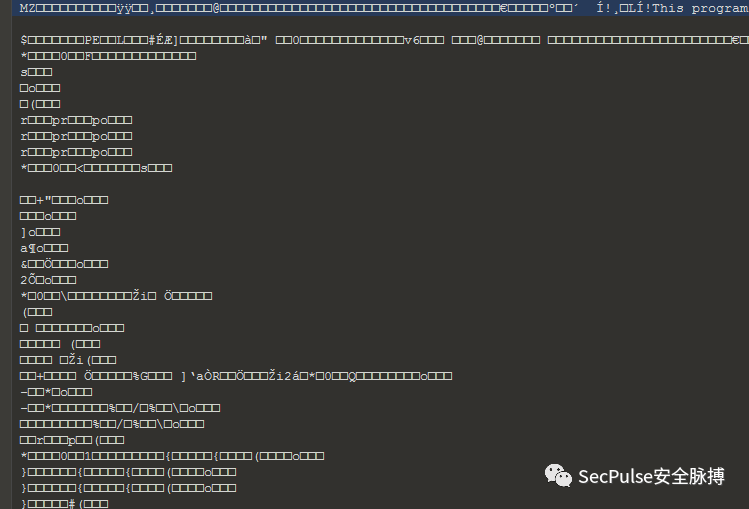 MZ□□□□□□□□□□ÿÿ□□¸□□□□□□□@□□□□□□□□□□□□□□□□□□□□□□□□□□□□□□□□□□□€□□□□□º□□´ Í!¸□LÍ!This program
$□□□□□□□PE□□L□□□#ÉÆ]□□□□□□□□à□" □□0□□□□□□□□□□□□□v6□□□ □□□@□□□□□□□ □□□□□□□□□□□□□□□□□□□□□□□€□
*□□□□0□□F□□□□□□□□□□□□□
s□□□
□o□□□
□(□□□
r□□□pr□□□po□□□
r□□□pr□□□po□□□
r□□□pr□□□po□□□
*□□□0□□<□□□□□□□s□□□
□□+"□□□o□□□
□□□o□□□
]o□□□
a¶o□□□
&□□Ö□□□o□□□
2Õ□o□□□
*□0□□\□□□□□□□□Ži□ Ö□□□□□
(□□□
□ □□□□□□□o□□□
□□□□□ (□□□
□□□□ □Ži(□□□
□□+□□□□ Ö□□□□□%G□□□ ]‘aÒR□□Ö□□□Ži2á□*□0□□Q□□□□□□□□o□□□
-□□*□o□□□
-□□*□□□□□□□%□□/□%□□\□o□□□
□□□□□□□□□%□□/□%□□\□o□□□
□□r□□□p□□(□□□
*□□□□0□□1□□□□□□□□□{□□□□□{□□□□(□□□□o□□□
}□□□□□□{□□□□□{□□□□(□□□□o□□□
}□□□□□□{□□□□□{□□□□(□□□□o□□□
}□□□□□#(□□□
SecPulse安全脉搏